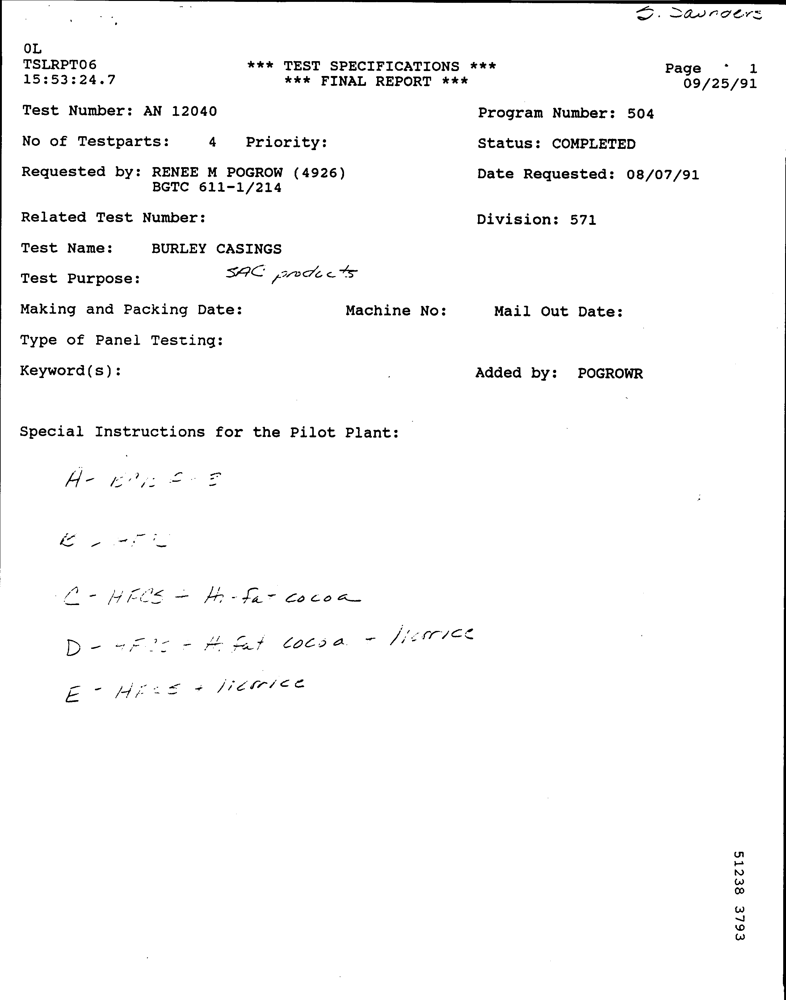 S. Saunders
OL
TSLRPT06 *** TEST SPECIFICATIONS *** Page 1
15:53:24.7 *** FINAL REPORT *** 09/25/91
Test Number: AN 12040 Program Number: 504
No of Testparts: 4 Priority: Status: COMPLETED
Requested by: RENEE M POGROW (4926) Date Requested: 08/07/91
BGTC 611-1/214
Related Test Number: Division: 571
Test Name: BURLEY CASINGS
Test Purpose: SAC products
Making and Packing Date: Machine No: Mail Out Date:
Type of Panel Testing:
Keyword(s): Added by: POGROWR
Special Instructions for the Pilot Plant:
A-
C - HFCS - Hi-fa- cocoa
D - - Hi fat cocoa - licorice
E - HFCS + licorice
51238 3793